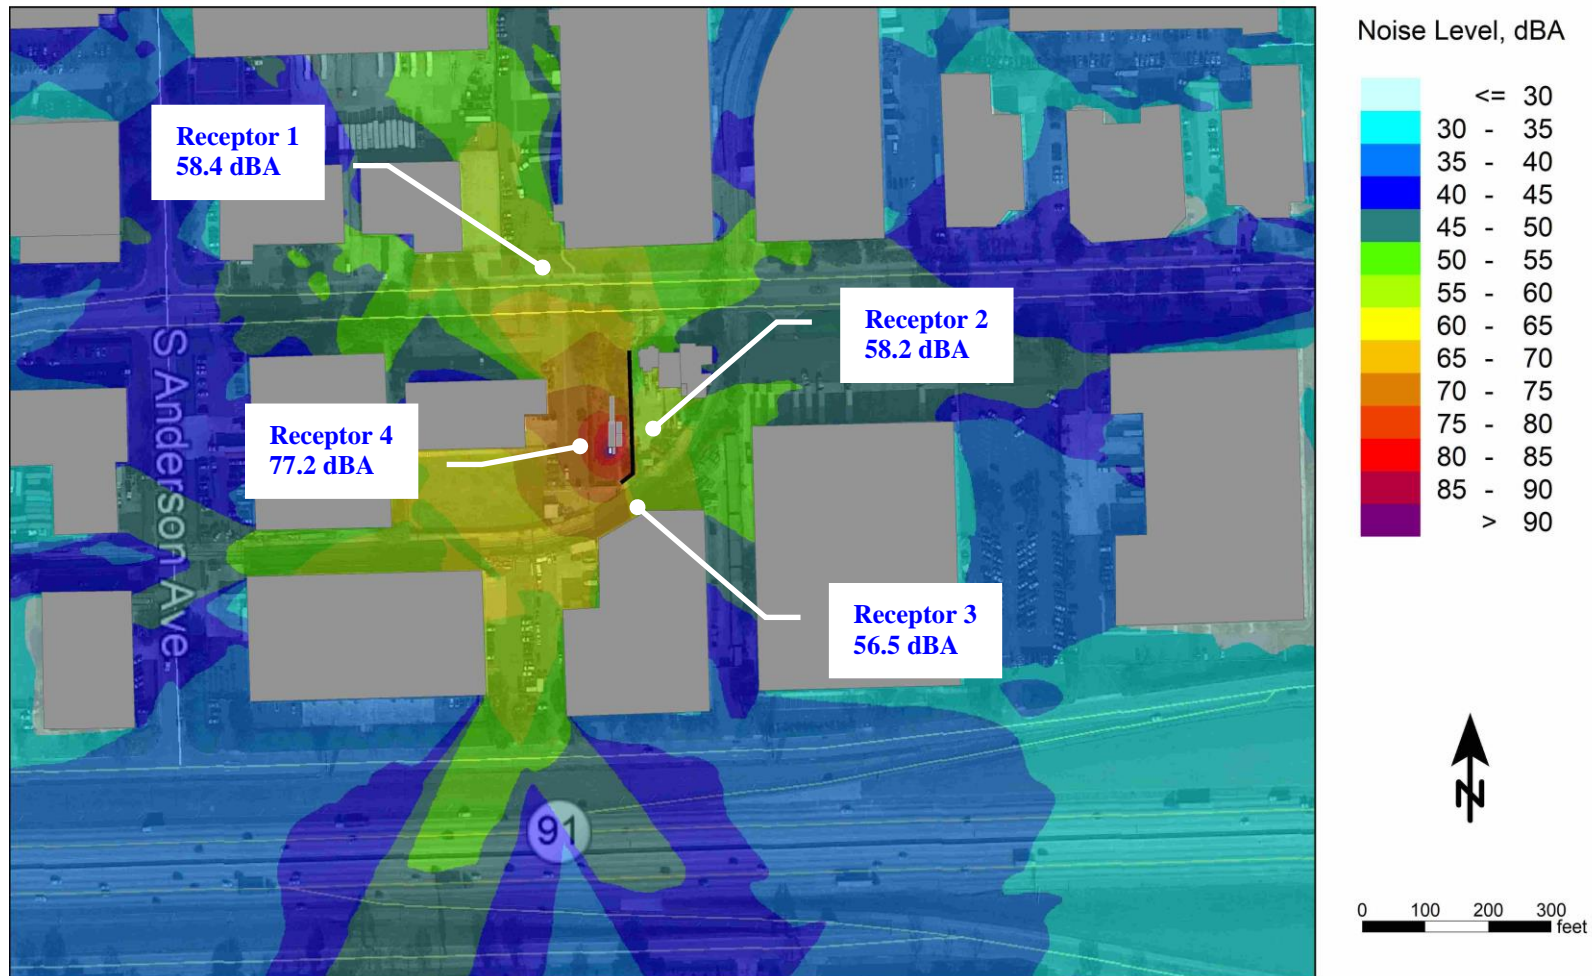 Receptor 1
58.4 dBA
Receptor 2
58.2 dBA
Receptor 4
77.2 dBA
Receptor 3
56.5 dBA
S Anderson Ave
91
Noise Level, dBA
<= 30
30 - 35
35 - 40
40 - 45
45 - 50
50 - 55
55 - 60
60 - 65
65 - 70
70 - 75
75 - 80
80 - 85
85 - 90
> 90
N
0 100 200 300
feet